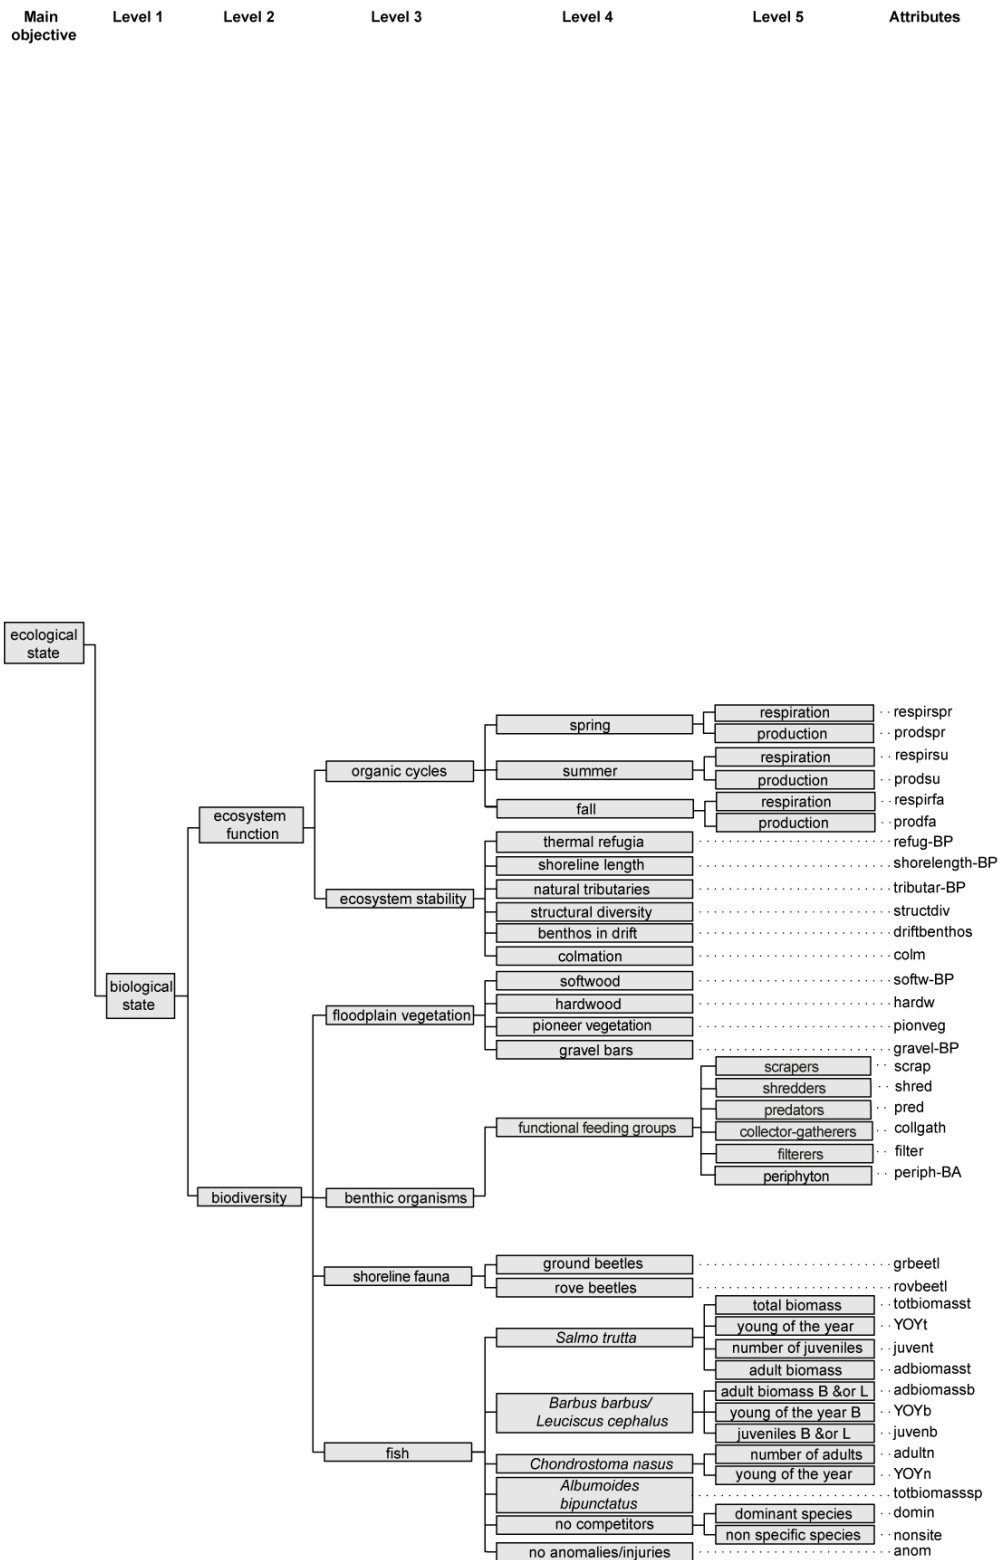 Main objective
Level 1
Level 2
Level 3
Level 4
Level 5
Attributes
ecological
state
biological
state
ecosystem
function
biodiversity
organic cycles
ecosystem stability
floodplain vegetation
benthic organisms
shoreline fauna
fish
spring
summer
fall
thermal refugia
shoreline length
natural tributaries
structural diversity
benthos in drift
colmation
softwood
hardwood
pioneer vegetation
gravel bars
functional feeding groups
ground beetles
rove beetles
Salmo trutta
Barbus barbus/
Leuciscus cephalus
Chondrostoma nasus
Albumoides
bipunctatus
no competitors
no anomalies/injuries
respiration
production
respiration
production
respiration
production
scrapers
shredders
predators
collector-gatherers
filterers
periphyton
total biomass
young of the year
number of juveniles
adult biomass
adult biomass B &or L
young of the year B
juveniles B &or L
number of adults
young of the year
dominant species
non specific species
respirspr
prodspr
respirsu
prodsu
respirfa
prodfa
refug-BP
shorelength-BP
tributar-BP
structdiv
driftbenthos
colm
softw-BP
hardw
pionveg
gravel-BP
scrap
shred
pred
collgath
filter
periph-BA
grbeetl
rovbeetl
totbiomasst
YOYt
juvent
adbiomasst
adbiomassb
YOYb
juvenb
adultn
YOYn
totbiomasssp
domin
nonsite
anom